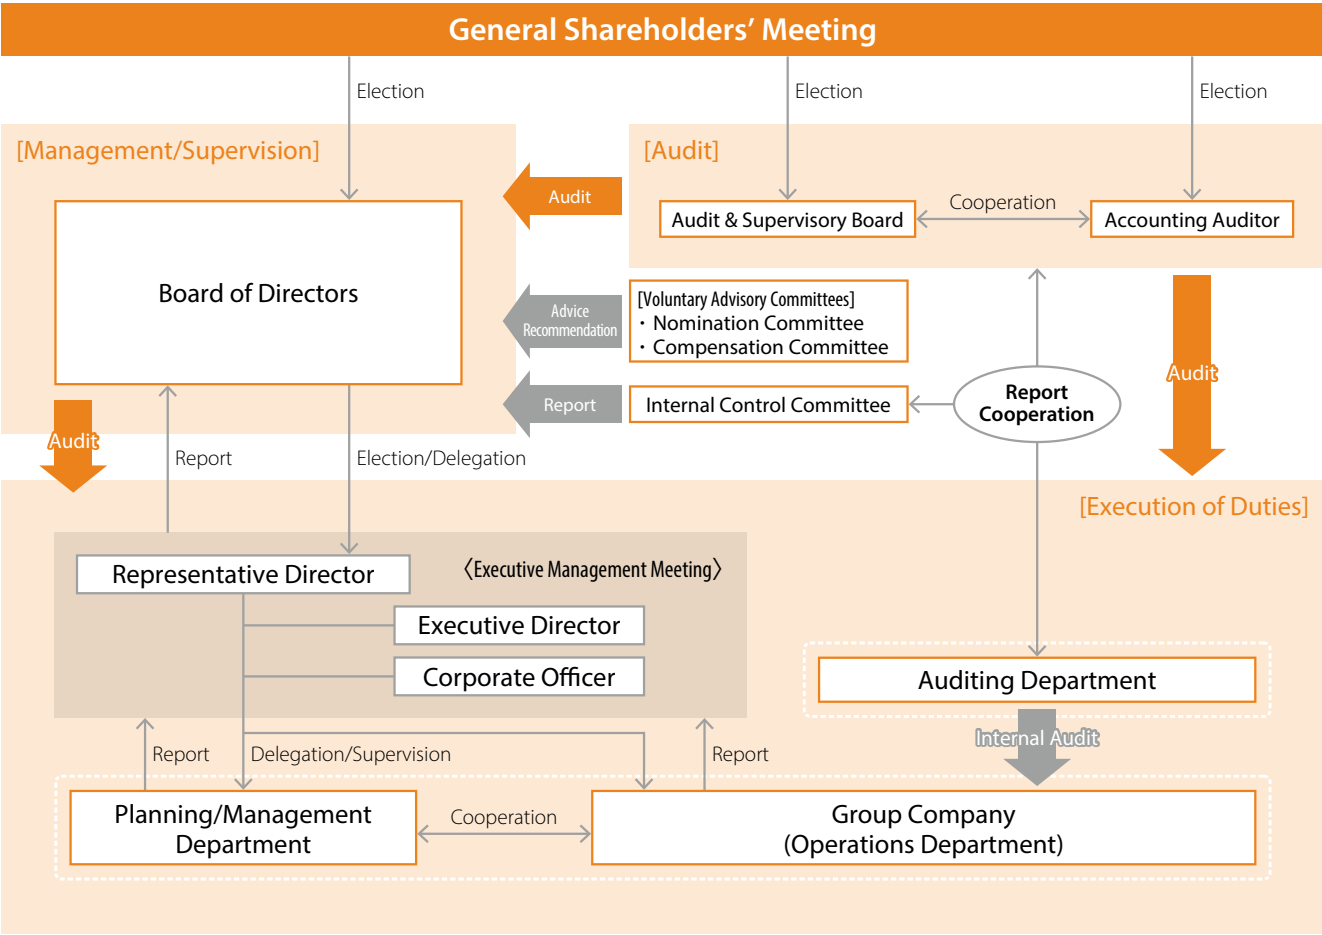 General Shareholders’ Meeting
Election
Election
Election
[Management/Supervision]
[Audit]
Audit
Audit & Supervisory Board
Cooperation
Accounting Auditor
Board of Directors
Advice
Recommendation
[Voluntary Advisory Committees]
・Nomination Committee
・Compensation Committee
Report
Internal Control Committee
Report
Cooperation
Audit
Audit
Report
Election/Delegation
[Execution of Duties]
Representative Director
〈Executive Management Meeting〉
Executive Director
Corporate Officer
Auditing Department
Internal Audit
Report
Delegation/Supervision
Report
Planning/Management
Department
Cooperation
Group Company
(Operations Department)